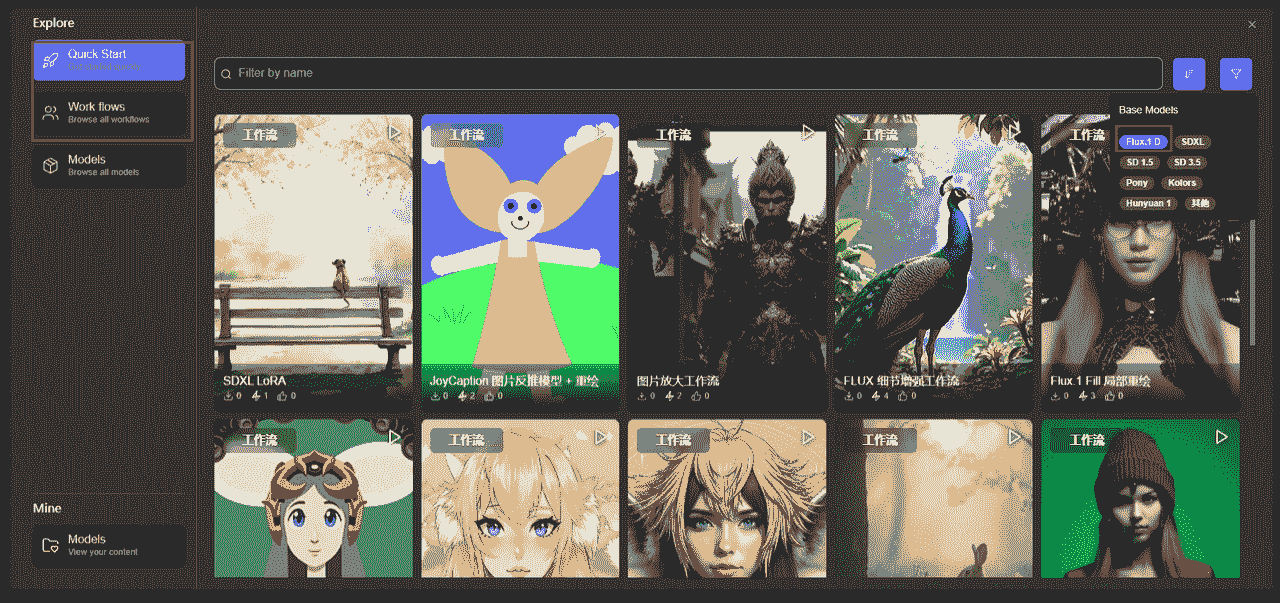 Explore
Quick Start
Work flows
Browse all workflows
Models
Browse all models
Mine
Models
View your content
Filter by name
Base Models
Flux.1 D
SDXL
SD 1.5
SD 3.5
Pony
Kolors
Hunyuan 1
其他
工作流
工作流
工作流
工作流
工作流
SDXL LoRA
0 1 0
JoyCaption 图片反推模型 + 重绘
0 2 0
图片放大工作流
0 2 0
FLUX 细节增强工作流
0 4 0
Flux.1 Fill 局部重绘
0 3 0
工作流
工作流
工作流
工作流
工作流